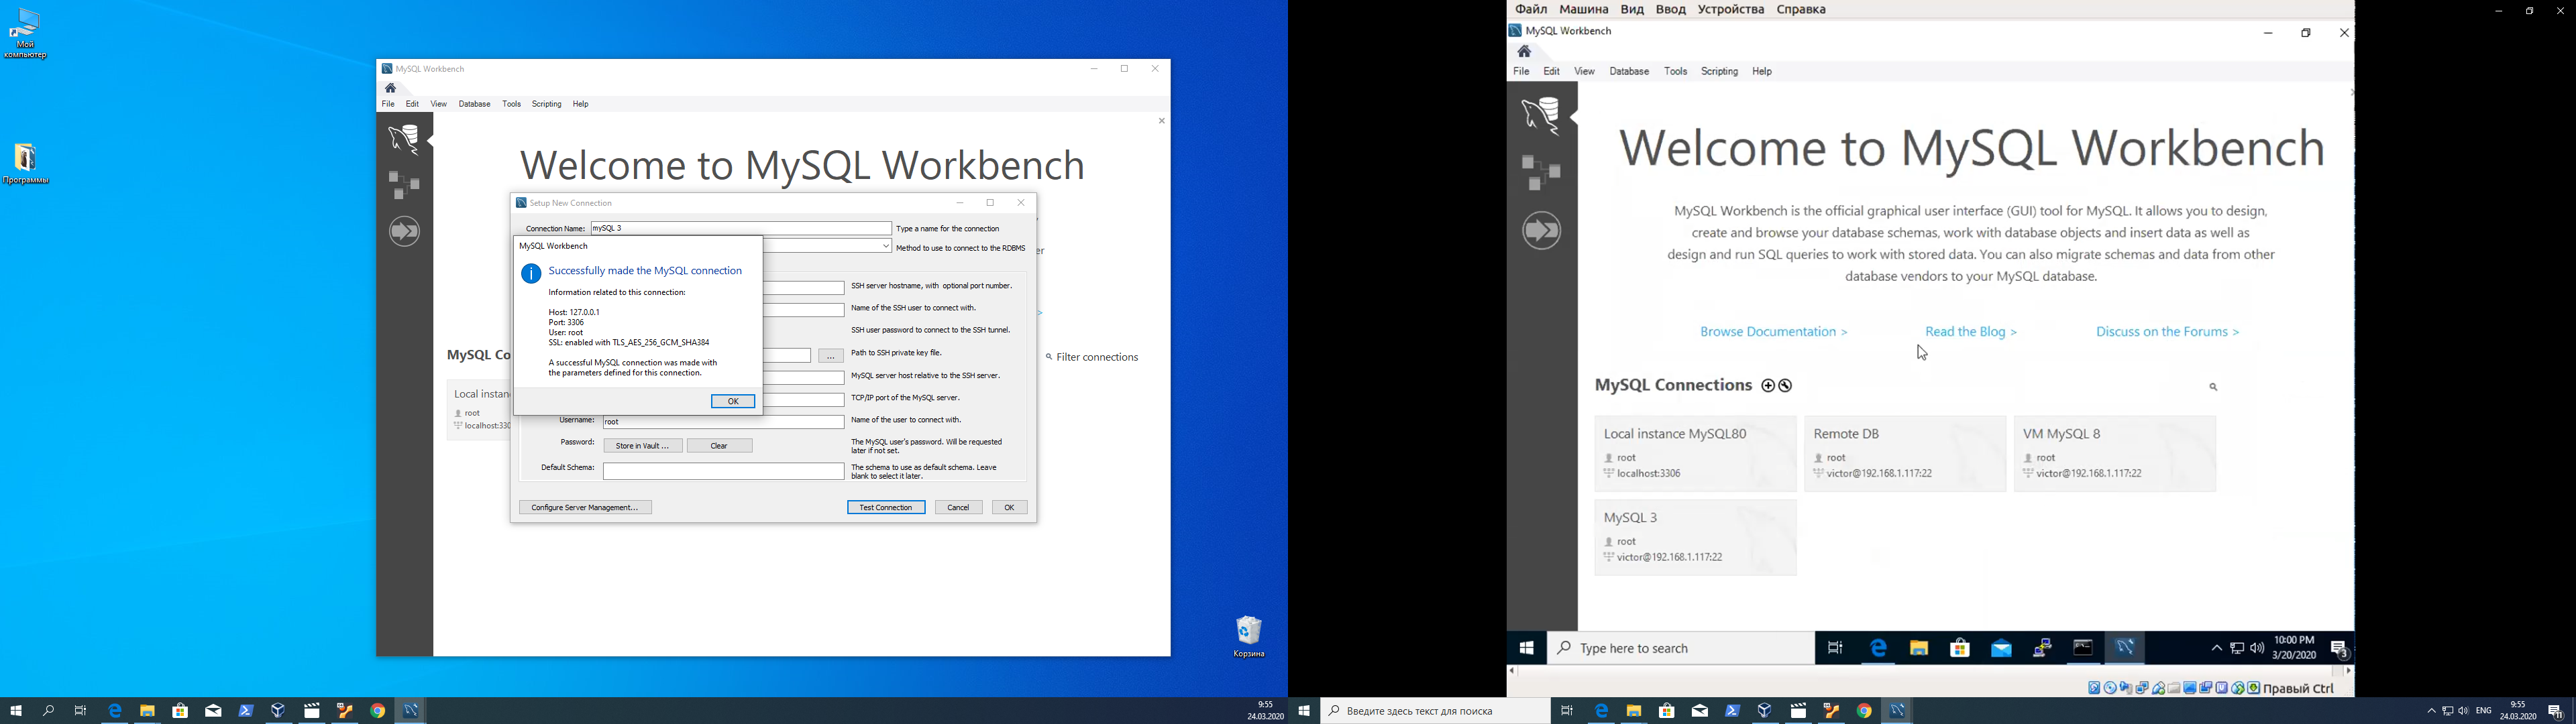 Мой
компьютер
Программы
MySQL Workbench
File Edit View Database Tools Scripting Help
Welcome to MySQL Workbench
Setup New Connection
Connection Name: mySQL 3 Type a name for the connection
Method to use to connect to the RDBMS
MySQL Workbench
Successfully made the MySQL connection
Information related to this connection:
Host: 127.0.0.1
Port: 3306
User: root
SSL: enabled with TLS_AES_256_GCM_SHA384
A successful MySQL connection was made with
the parameters defined for this connection.
OK
SSH server hostname, with optional port number.
Name of the SSH user to connect with.
SSH user password to connect to the SSH tunnel.
... Path to SSH private key file.
MySQL server host relative to the SSH server.
TCP/IP port of the MySQL server.
Username: root Name of the user to connect with.
Password: Store in Vault ... Clear The MySQL user's password. Will be requested
later if not set.
Default Schema: The schema to use as default schema. Leave
blank to select it later.
Configure Server Management... Test Connection Cancel OK
er
>
MySQL Co
Filter connections
Local instan
root
localhost:330
Корзина
9:55
24.03.2020
Файл Машина Вид Ввод Устройства Справка
MySQL Workbench
File Edit View Database Tools Scripting Help
Welcome to MySQL Workbench
MySQL Workbench is the official graphical user interface (GUI) tool for MySQL. It allows you to design,
create and browse your database schemas, work with database objects and insert data as well as
design and run SQL queries to work with stored data. You can also migrate schemas and data from other
database vendors to your MySQL database.
Browse Documentation > Read the Blog > Discuss on the Forums >
MySQL Connections
Local instance MySQL80
root
localhost:3306
Remote DB
root
victor@192.168.1.117:22
VM MySQL 8
root
victor@192.168.1.117:22
MySQL 3
root
victor@192.168.1.117:22
Type here to search
10:00 PM
3/20/2020
3
Правый Ctrl
Введите здесь текст для поиска
ENG
9:55
24.03.2020
11